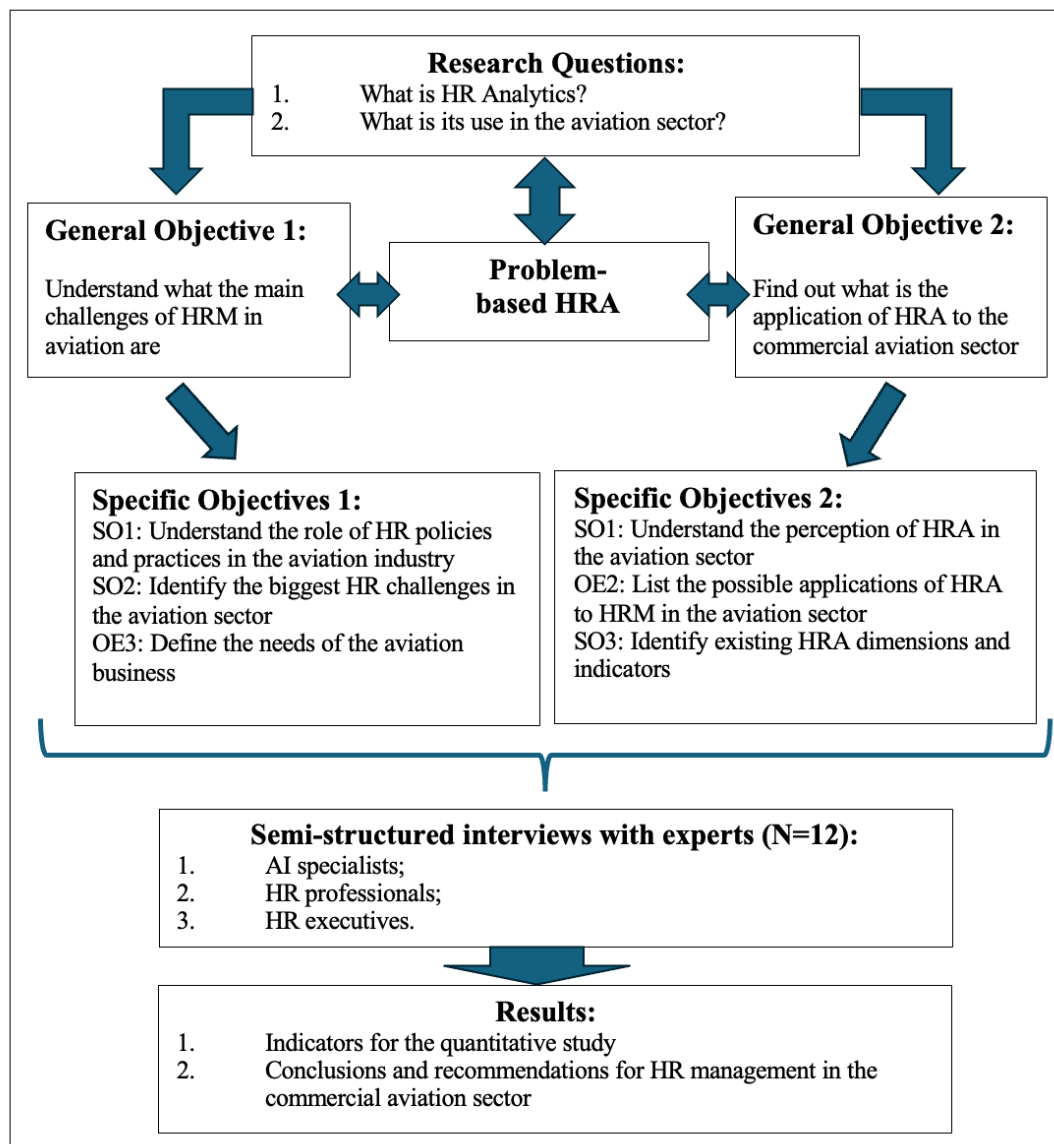 Research Questions:
1. What is HR Analytics?
2. What is its use in the aviation sector?
General Objective 1:
Understand what the main
challenges of HRM in
aviation are
Problem-
based HRA
General Objective 2:
Find out what is the
application of HRA to the
commercial aviation sector
Specific Objectives 1:
SO1: Understand the role of HR policies
and practices in the aviation industry
SO2: Identify the biggest HR challenges in
the aviation sector
OE3: Define the needs of the aviation
business
Specific Objectives 2:
SO1: Understand the perception of HRA in
the aviation sector
OE2: List the possible applications of HRA
to HRM in the aviation sector
SO3: Identify existing HRA dimensions and
indicators
Semi-structured interviews with experts (N=12):
1. AI specialists;
2. HR professionals;
3. HR executives.
Results:
1. Indicators for the quantitative study
2. Conclusions and recommendations for HR management in the
commercial aviation sector